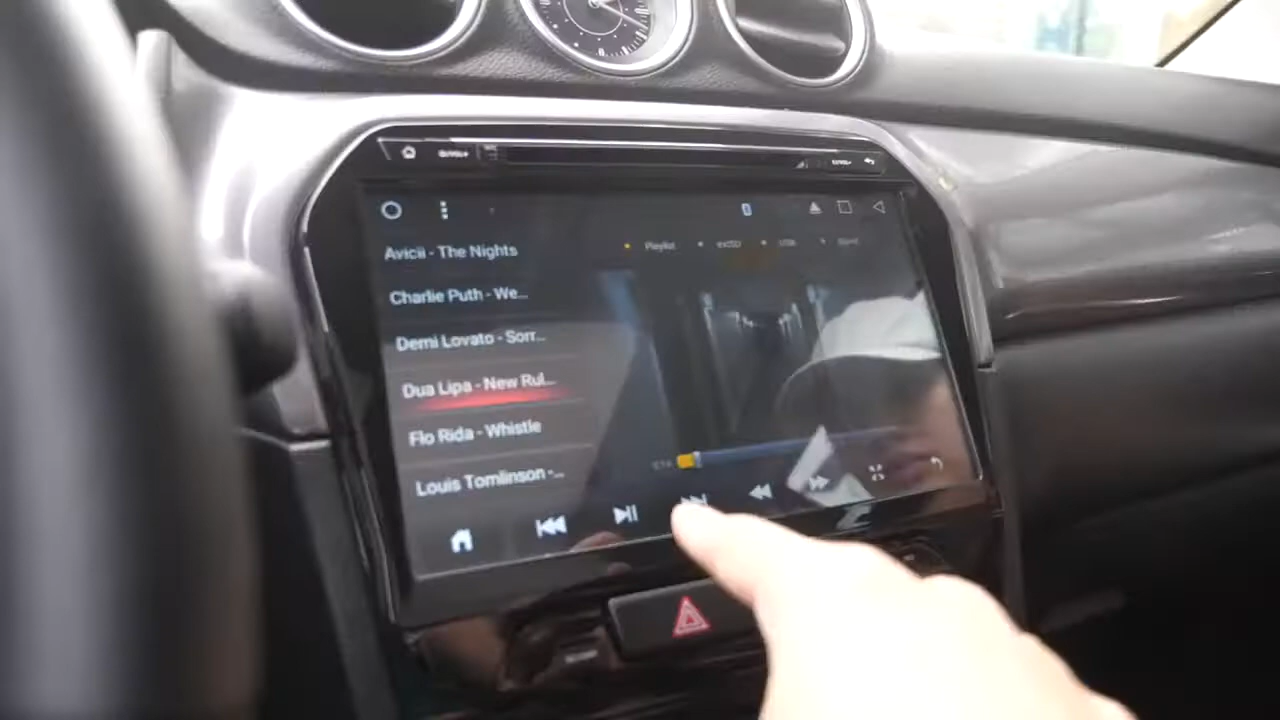 Playlist
extSD
USB
Avicii - The Nights
Charlie Puth - We...
Demi Lovato - Sorr...
Dua Lipa - New Rul...
Flo Rida - Whistle
Louis Tomlinson -...